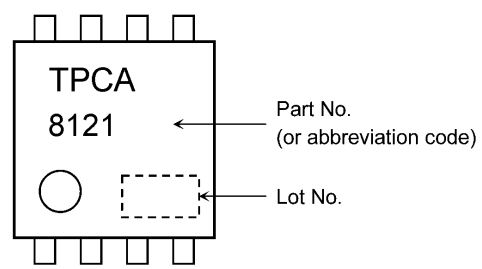 TPCA
8121
Part No.
(or abbreviation code)
Lot No.